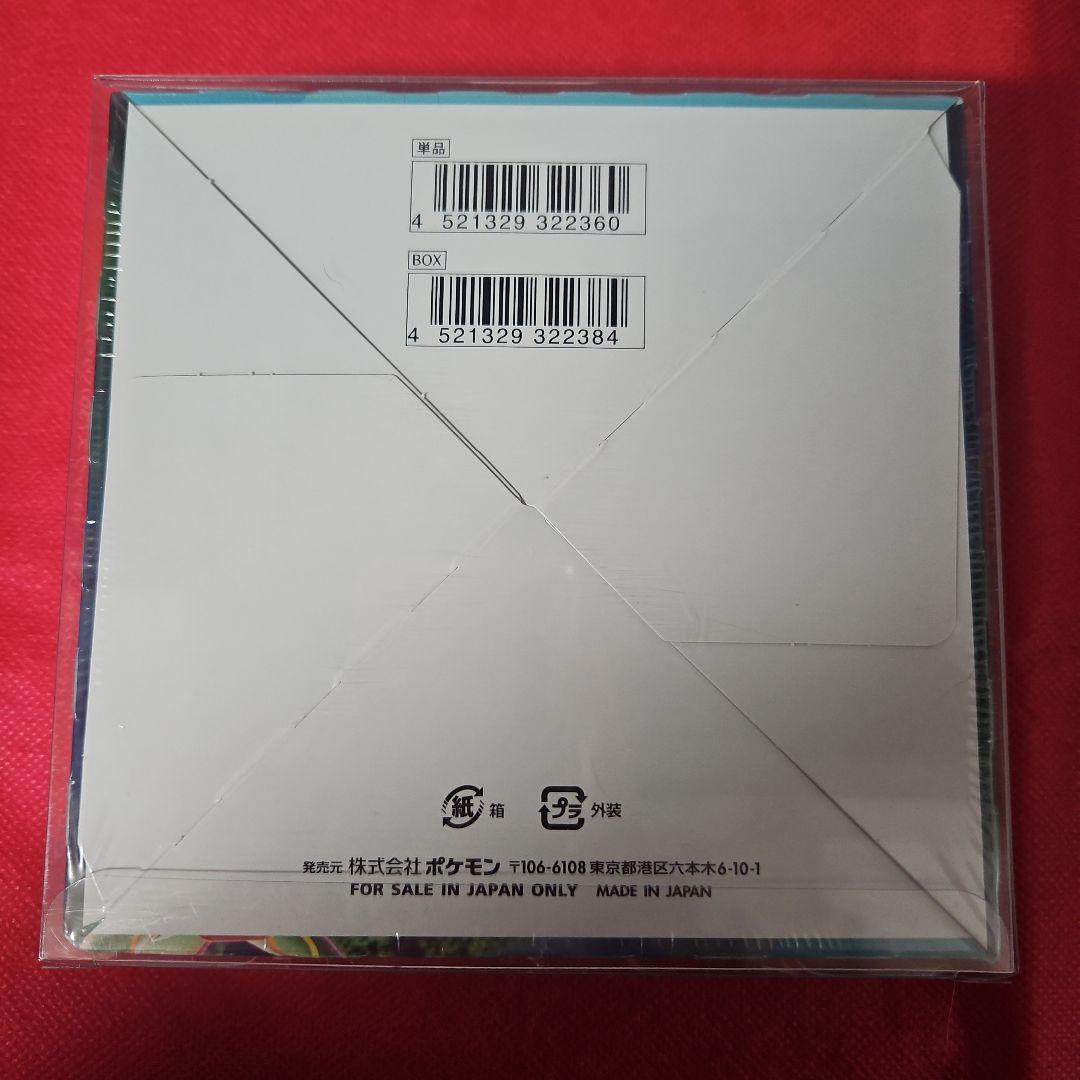 単品
4 521329 322360
BOX
4 521329 322384
紙 箱 プラ 外装
発売元 株式会社 ポケモン 〒106-6108 東京都港区六本木6-10-1
FOR SALE IN JAPAN ONLY MADE IN JAPAN